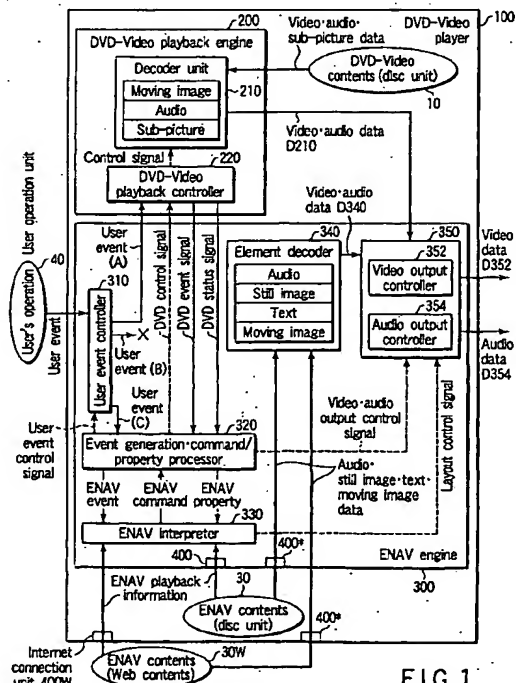 100
DVD-Video
player
200
DVD-Video playback engine
Decoder unit
210
Moving image
Audio
Sub-picture
Control signal
220
DVD-Video
playback controller
Video·audio·
sub-picture data
DVD-Video
contents (disc unit)
10
Video·audio data
D210
User operation unit
40
User's operation
User event
310
User event controller
User
event
(A)
User
event (B)
User
event (C)
DVD control signal
DVD event signal
DVD status signal
Video·audio
data D340
340
Element decoder
Audio
Still image
Text
Moving image
350
352
Video output
controller
354
Audio output
controller
Video
data
D352
Audio
data
D354
User
event
control
signal
320
Event generation·command/
property processor
Video·audio
output control
signal
Layout control signal
ENAV
event
ENAV
command
ENAV
property
330
ENAV interpreter
Audio·
still image·text·
moving image
data
400
400*
ENAV engine
300
ENAV playback
information
30
ENAV contents
(disc unit)
400*
Internet
connection
unit 400W
30W
ENAV contents
(Web contents)
FIG. 1